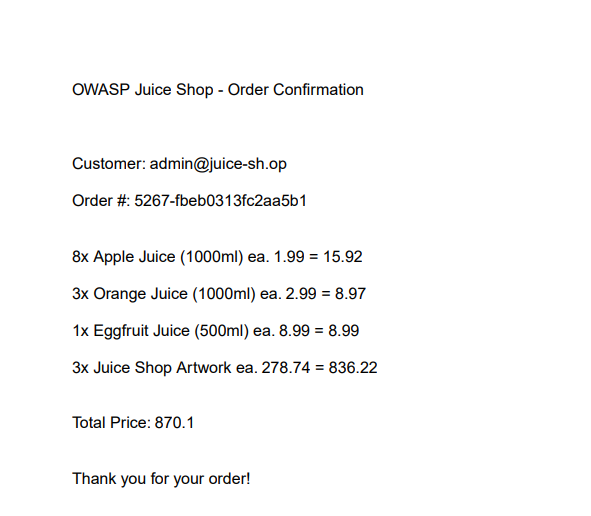 OWASP Juice Shop - Order Confirmation
Customer: admin@juice-sh.op
Order #: 5267-fbeb0313fc2aa5b1
8x Apple Juice (1000ml) ea. 1.99 = 15.92
3x Orange Juice (1000ml) ea. 2.99 = 8.97
1x Eggfruit Juice (500ml) ea. 8.99 = 8.99
3x Juice Shop Artwork ea. 278.74 = 836.22
Total Price: 870.1
Thank you for your order!